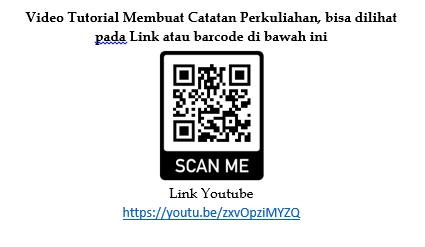 Video Tutorial Membuat Catatan Perkuliahan, bisa dilihat
pada Link atau barcode di bawah ini
SCAN ME
Link Youtube
https://youtu.be/zxvOpziMYZQ